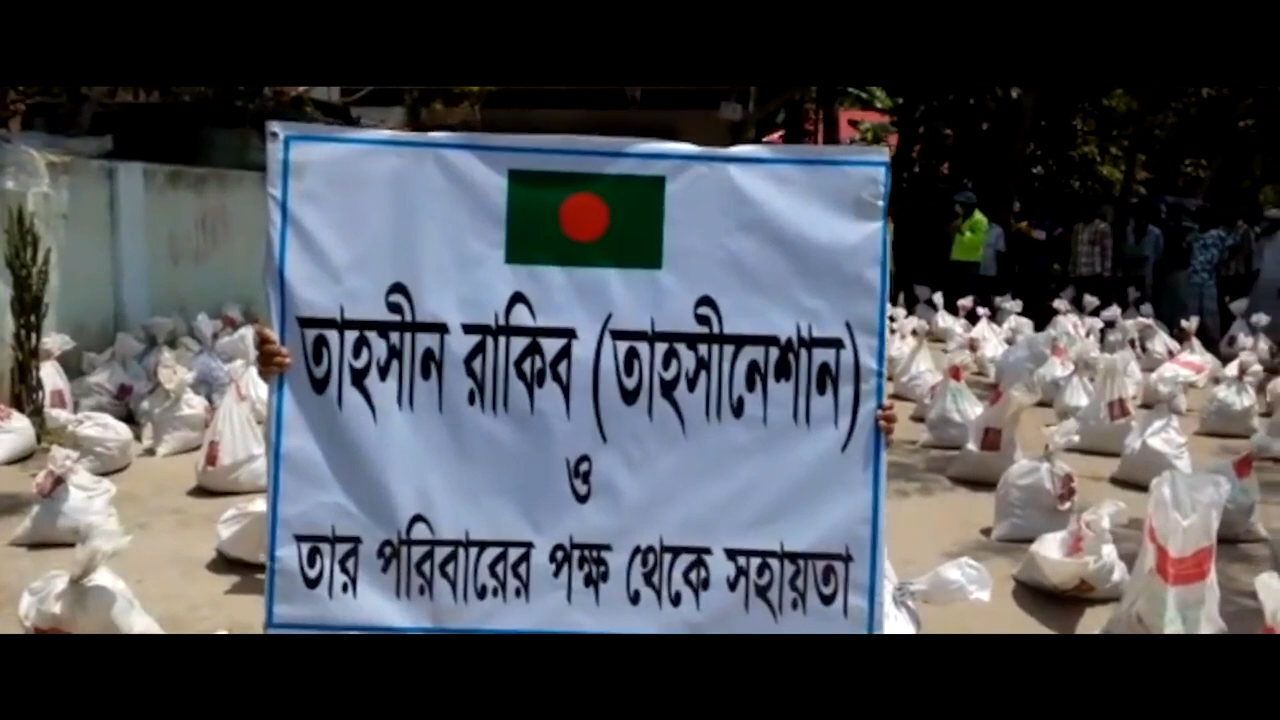 তাহসীন রাকিব (তাহসীনেশান)
ও
তার পরিবারের পক্ষ থেকে সহায়তা